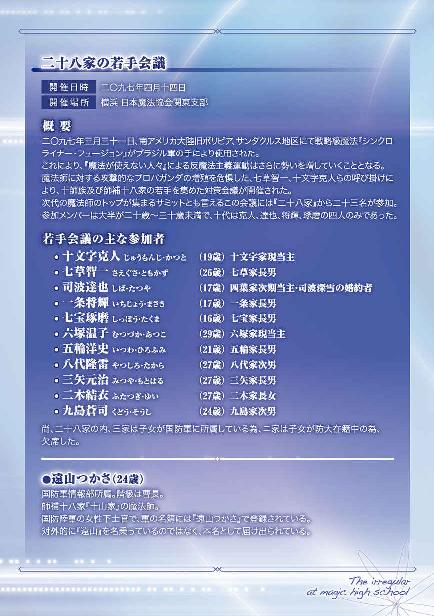 二十八家の若手会議
開催日時 二〇九七年四月十四日
開催場所 横浜 日本魔法協会関東支部
概 要
二〇九七年三月三十一日、南アメリカ大陸旧ボリビア、サンタクルス地区にて戦略級魔法『シンクロ
ライナー・フュージョン』がブラジル軍の手により使用された。
これにより、『魔法が使えない人々』による反魔法主義運動はさらに勢いを増していくこととなる。
魔法師に対する攻撃的なプロパガンダの増殖を危惧した、七草智一、十文字克人らの呼び掛けに
より、十師族及び師補十八家の若手を集めた対策会議が開催された。
次代の魔法師のトップが集まるサミットとも言えるこの会議には『二十八家』から二十三名が参加。
参加メンバーは大半が二十歳～三十歳未満で、十代は克人、達也、将輝、琢磨の四人のみであった。
若手会議の主な参加者
● 十文字克人 じゅうもんじ・かつと (19歳) 十文字家現当主
● 七草智一 さえぐさ・ともかず (26歳) 七草家長男
● 司波達也 しば・たつや (17歳) 四葉家次期当主・司波深雪の婚約者
● 一条将輝 いちじょう・まさき (17歳) 一条家長男
● 七宝琢磨 しっぽう・たくま (16歳) 七宝家長男
● 六塚温子 むつづか・あつこ (29歳) 六塚家現当主
● 五輪洋史 いつわ・ひろふみ (21歳) 五輪家長男
● 八代隆雷 やつしろ・たから (27歳) 八代家次男
● 三矢元治 みつや・もとはる (27歳) 三矢家長男
● 二木結衣 ふたつぎ・ゆい (27歳) 二木家長女
● 九島蒼司 くどう・そうし (24歳) 九島家次男
尚、二十八家の内、三家は子女が国防軍に所属している為、二家は子女が防大在籍中の為、
欠席した。
●遠山つかさ(24歳)
国防軍情報部所属。階級は曹長。
師補十八家『十山家』の魔法師。
国防陸軍の女性下士官で、軍の名簿には『遠山つかさ』で登録されている。
対外的に『遠山』を名乗っているのではなく、本名として届け出られている。
The irregular
at magic high school